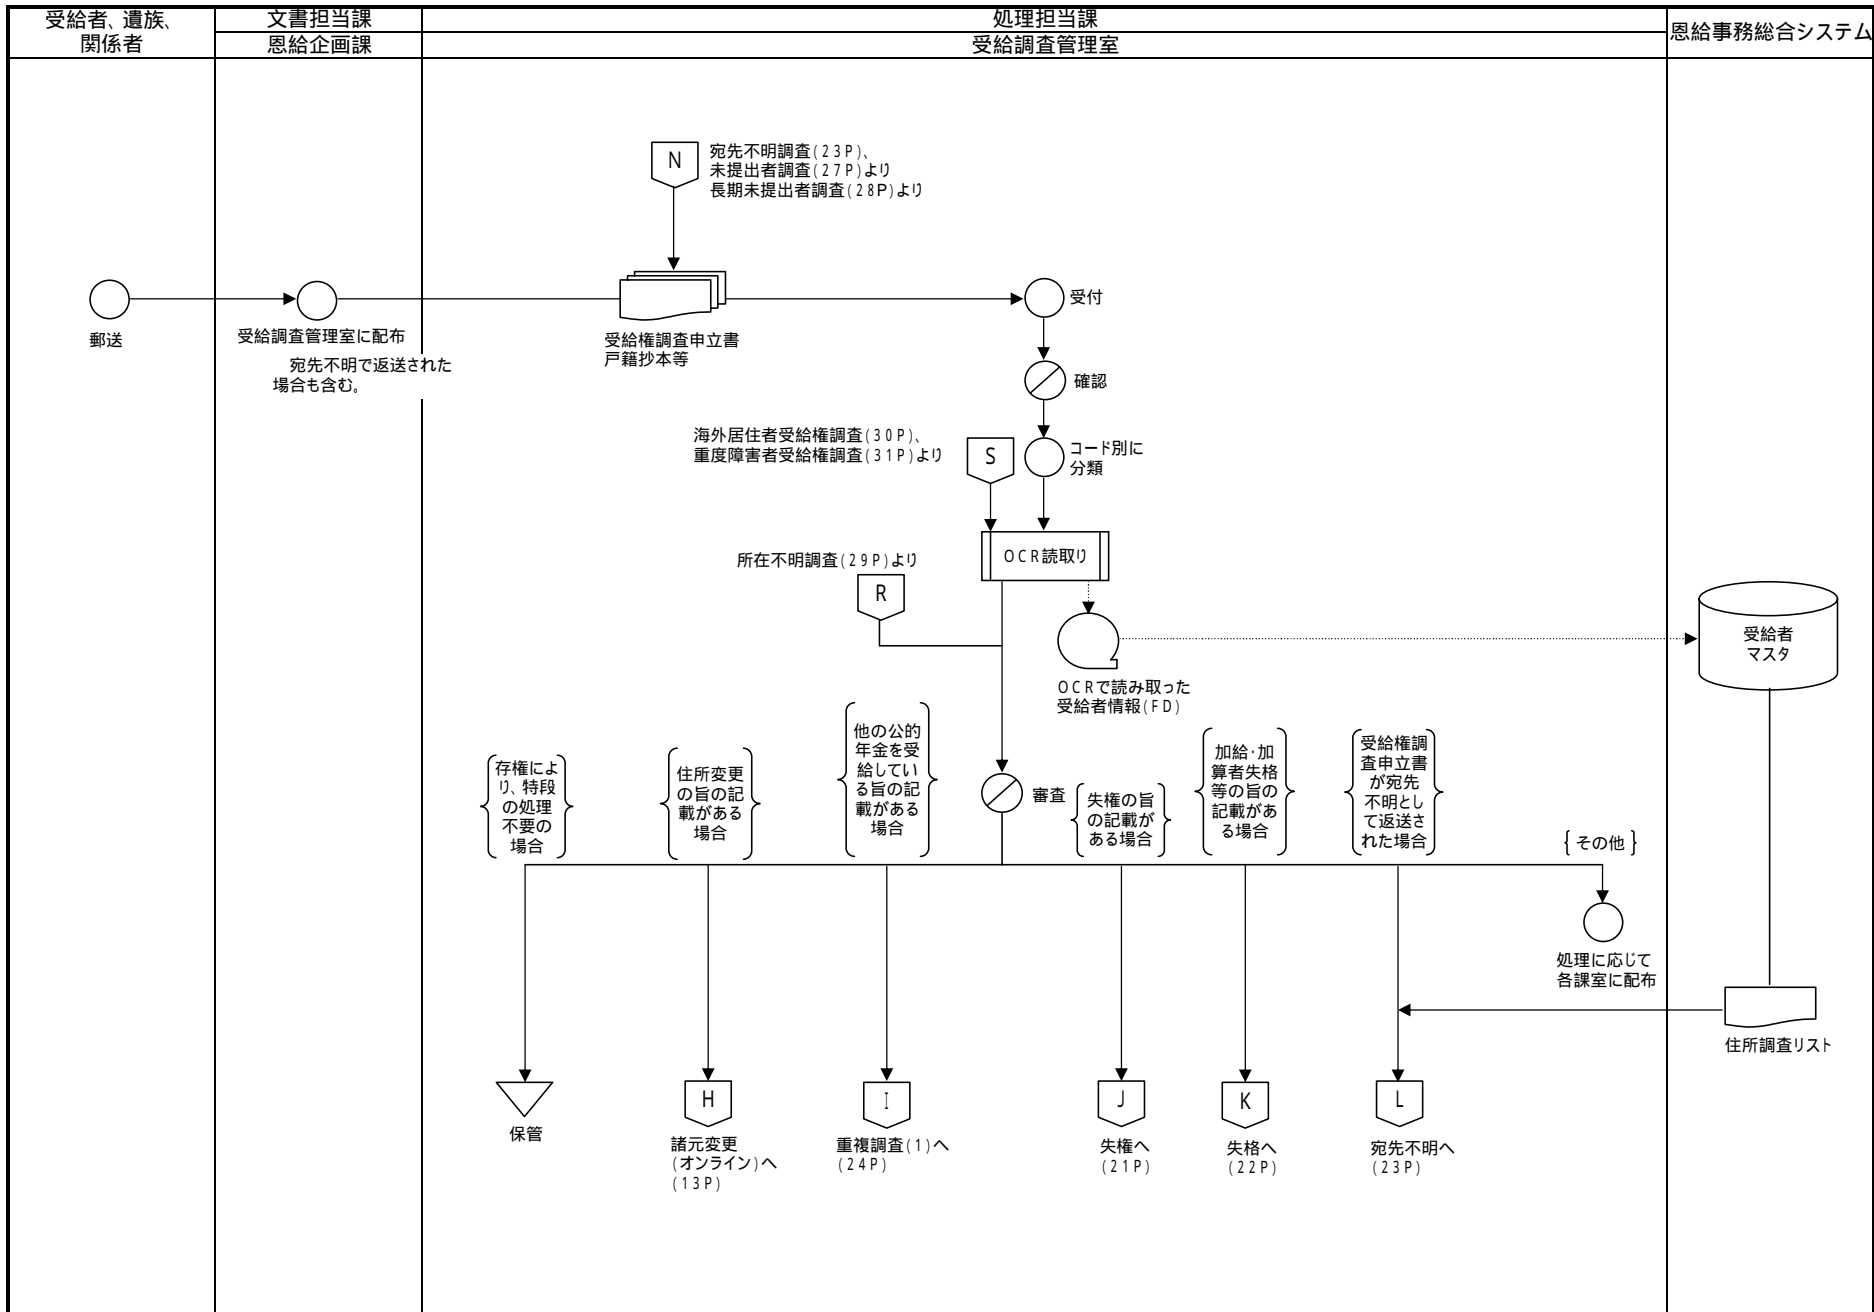 受給者、遺族、
関係者
文書担当課
恩給企画課
処理担当課
受給調査管理室
恩給事務総合システム
N
宛先不明調査(23P)、
未提出者調査(27P)より
長期未提出者調査(28P)より
郵送
受給調査管理室に配布
宛先不明で返送された
場合も含む。
受給権調査申立書
戸籍抄本等
受付
確認
海外居住者受給権調査(30P)、
重度障害者受給権調査(31P)より
S
コード別に
分類
OCR読取り
所在不明調査(29P)より
R
OCRで読み取った
受給者情報(FD)
受給者
マスタ
存権によ
り、特段
の処理
不要の
場合
住所変更
の旨の記
載がある
場合
他の公的
年金を受
給してい
る旨の記
載がある
場合
審査
失権の旨
の記載が
ある場合
加給・加
算者失格
等の旨の
記載があ
る場合
受給権調
査申立書
が宛先
不明とし
て返送さ
れた場合
{その他}
処理に応じて
各課室に配布
住所調査リスト
保管
H
諸元変更
(オンライン)へ
(13P)
I
重複調査(1)へ
(24P)
J
失権へ
(21P)
K
失格へ
(22P)
L
宛先不明へ
(23P)